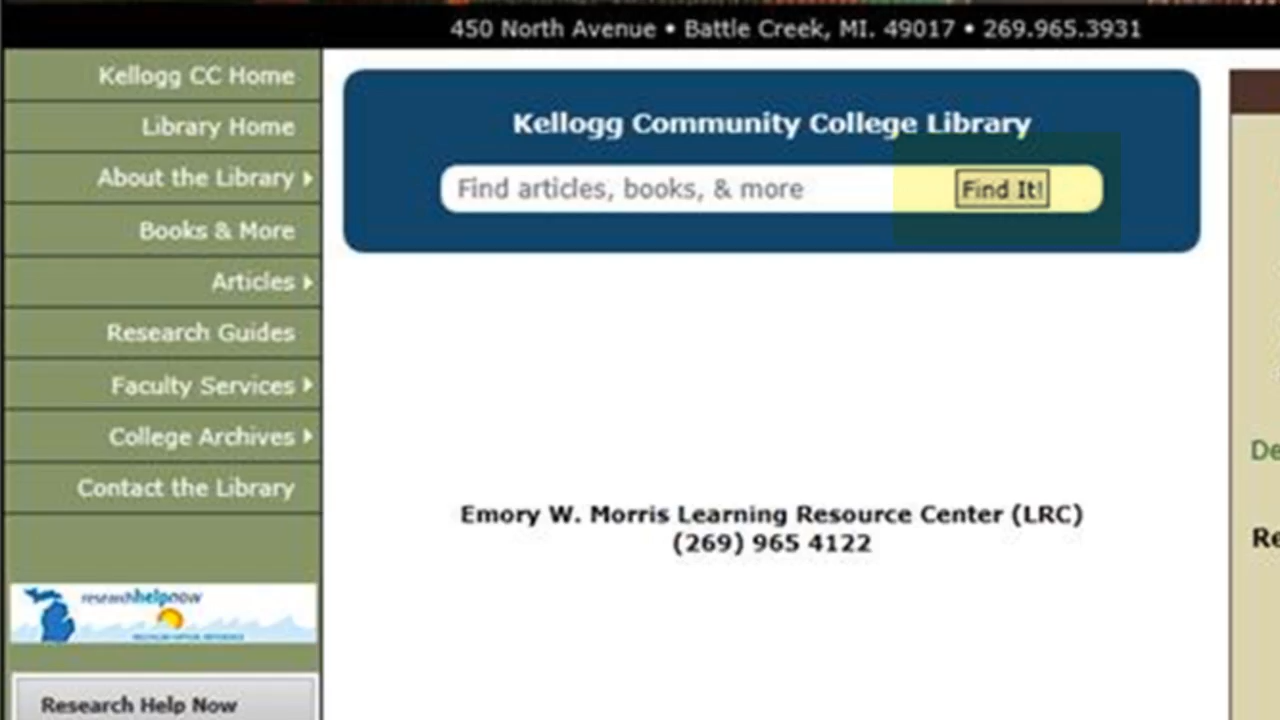 450 North Avenue • Battle Creek, MI. 49017 • 269.965.3931
Kellogg CC Home
Library Home
About the Library
Books & More
Articles
Research Guides
Faculty Services
College Archives
Contact the Library
researchhelpnow
Research Help Now
Kellogg Community College Library
Find articles, books, & more
Find It!
Emory W. Morris Learning Resource Center (LRC)
(269) 965 4122
De
Re